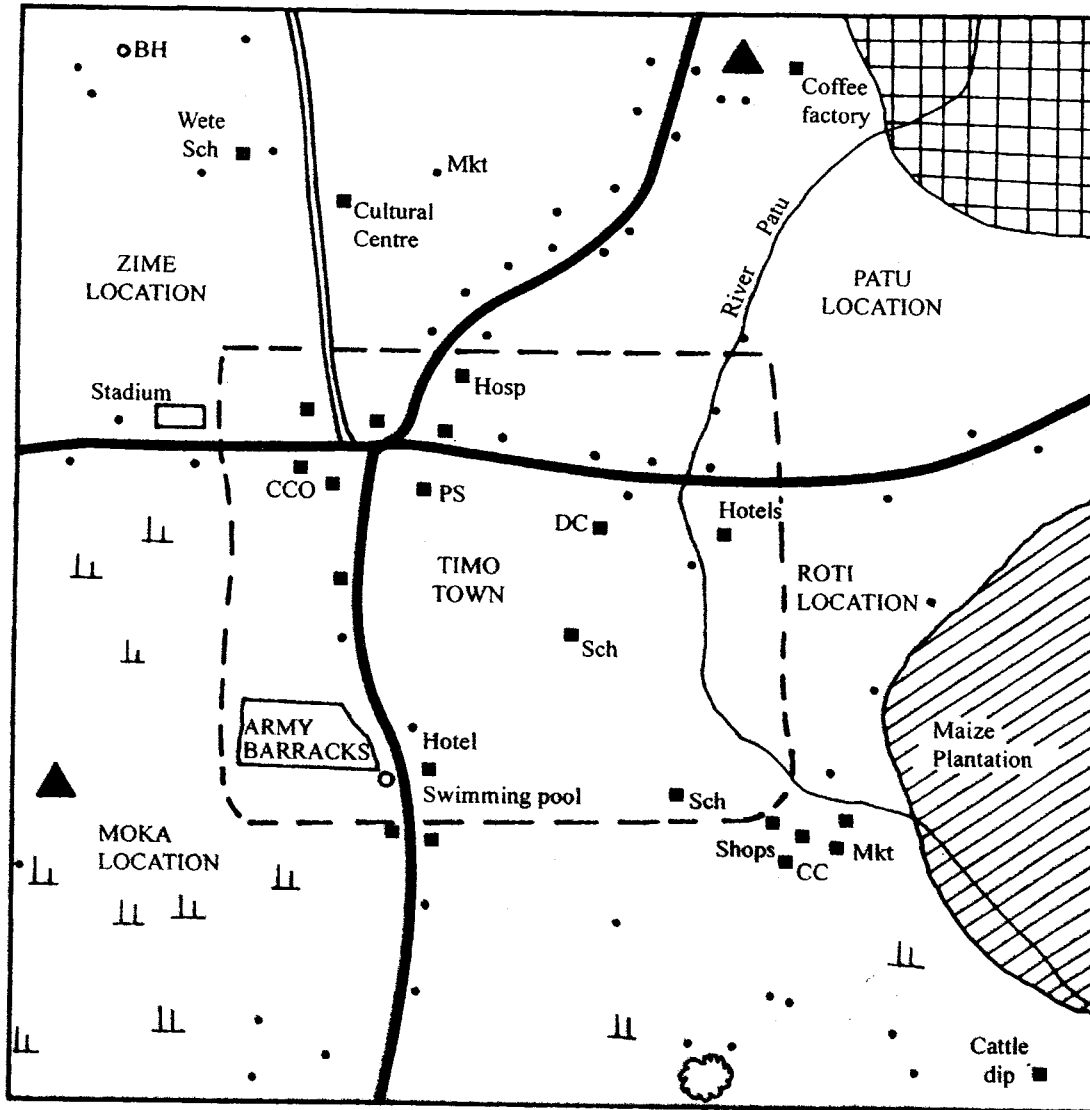 BH
Wete
Sch
Mkt
Cultural
Centre
Coffee
factory
ZIME
LOCATION
River Patu
PATU
LOCATION
Stadium
Hosp
CCO
PS
DC
Hotels
TIMO
TOWN
ROTI
LOCATION
Sch
ARMY
BARRACKS
Hotel
Swimming pool
Maize
Plantation
Sch
MOKA
LOCATION
Shops
Mkt
CC
Cattle
dip